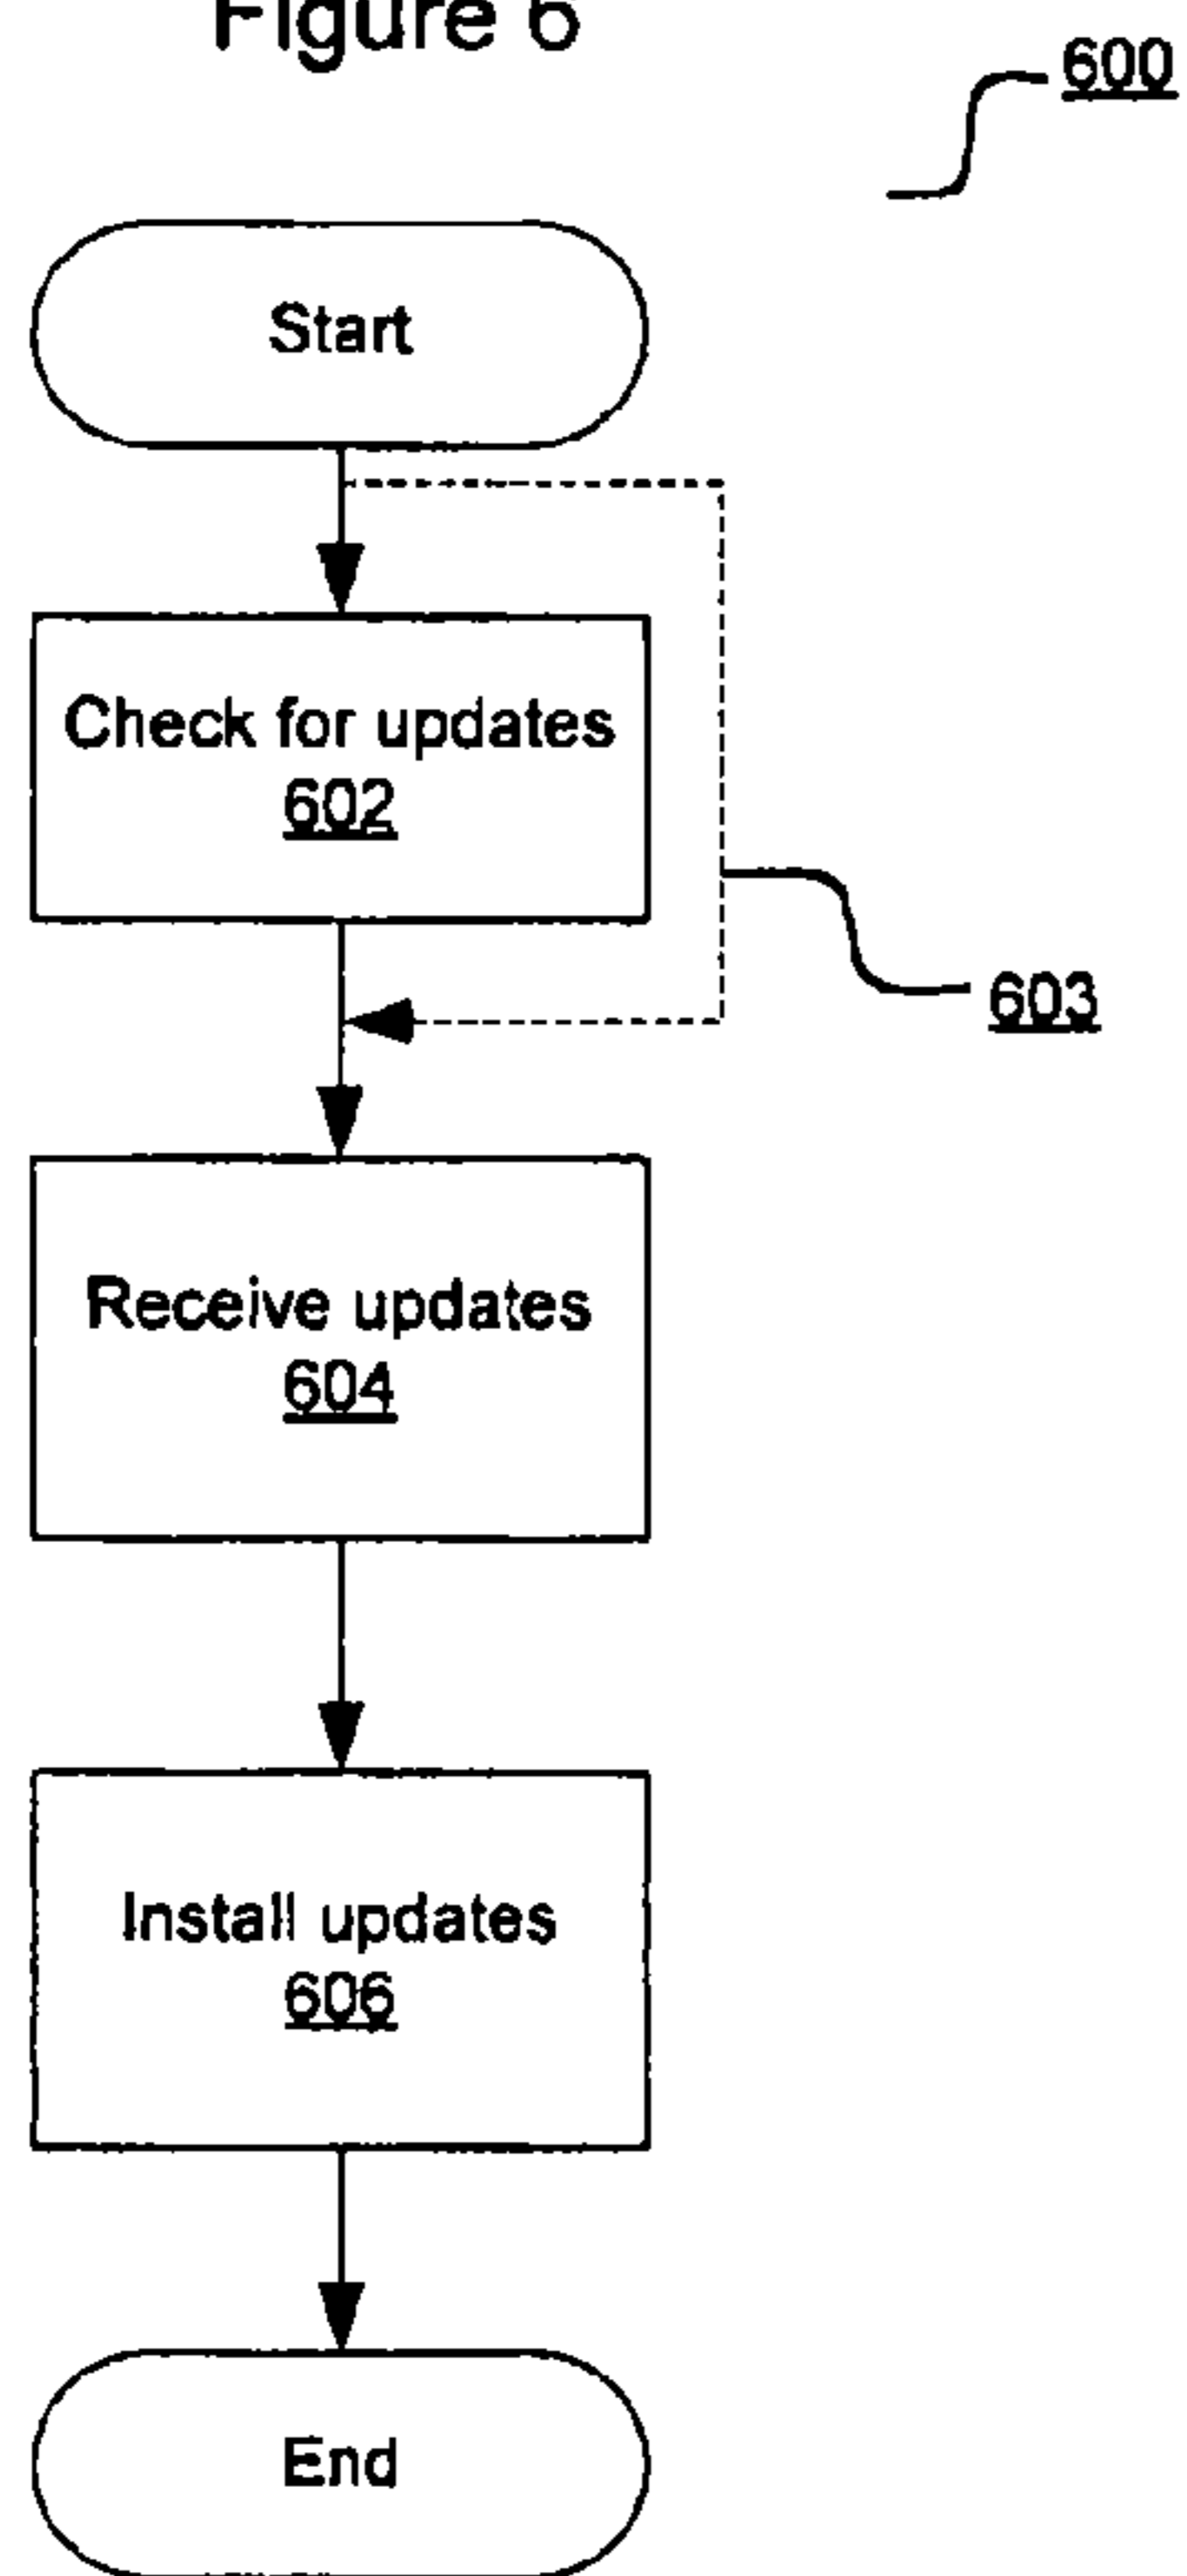 Figure 6
600
Start
Check for updates
602
603
Receive updates
604
Install updates
606
End